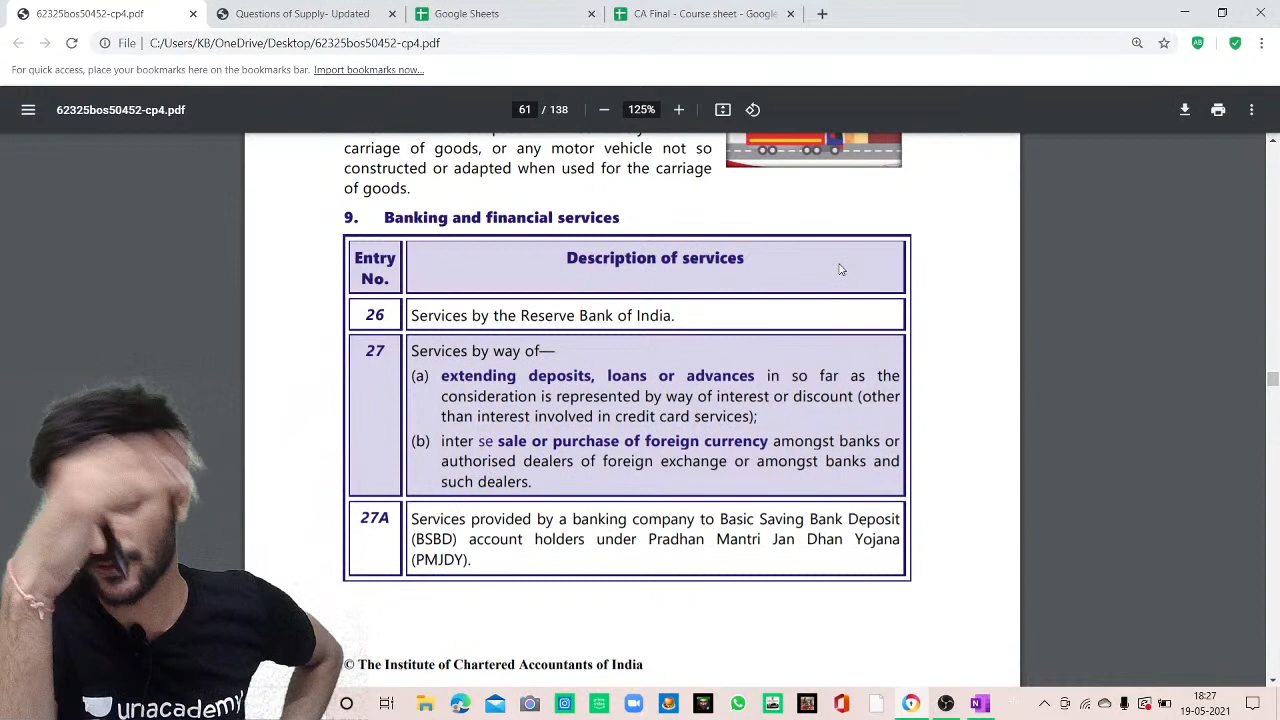 62325bos50452-cp4.pdf
Questions of Supply- Updated
Google Sheets
CA Final - Course sheet - Google
File C:/Users/KB/OneDrive/Desktop/62325bos50452-cp4.pdf
For quick access, place your bookmarks here on the bookmarks bar. Import bookmarks now...
62325bos50452-cp4.pdf
61 / 138
125%
carriage of goods, or any motor vehicle not so
constructed or adapted when used for the carriage
of goods.
9. Banking and financial services
Entry No.
Description of services
26
Services by the Reserve Bank of India.
27
Services by way of—
(a) extending deposits, loans or advances in so far as the
consideration is represented by way of interest or discount (other
than interest involved in credit card services);
(b) inter se sale or purchase of foreign currency amongst banks or
authorised dealers of foreign exchange or amongst banks and
such dealers.
27A
Services provided by a banking company to Basic Saving Bank Deposit
(BSBD) account holders under Pradhan Mantri Jan Dhan Yojana
(PMJDY).
© The Institute of Chartered Accountants of India
unacademy
18:27
19-05-2021